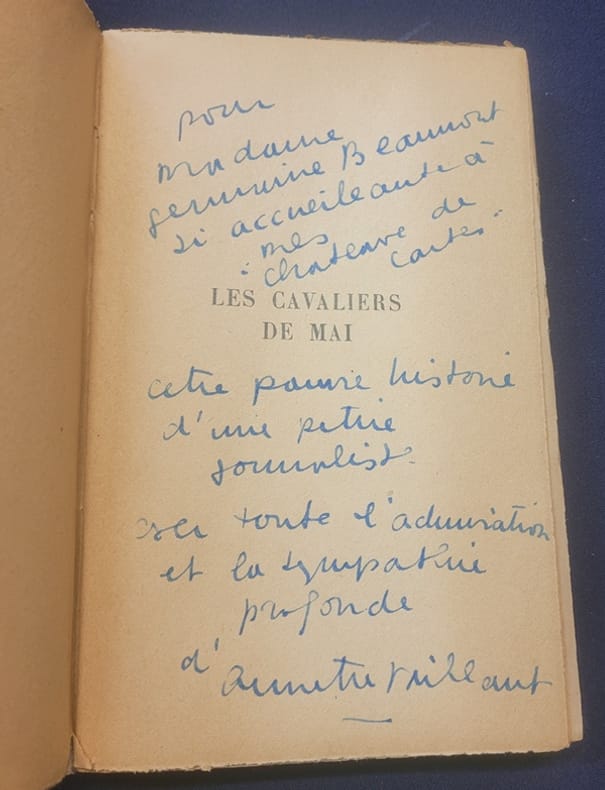 pour
Madame
germaine Beaumont
si accueileante à
mes
chateaux de
cartes.
LES CAVALIERS
DE MAI
cette pauvre histoire
d'une petite
journaliste.
avec toute l'admiration
et la sympathie
profonde
d'
Annette Vaillant